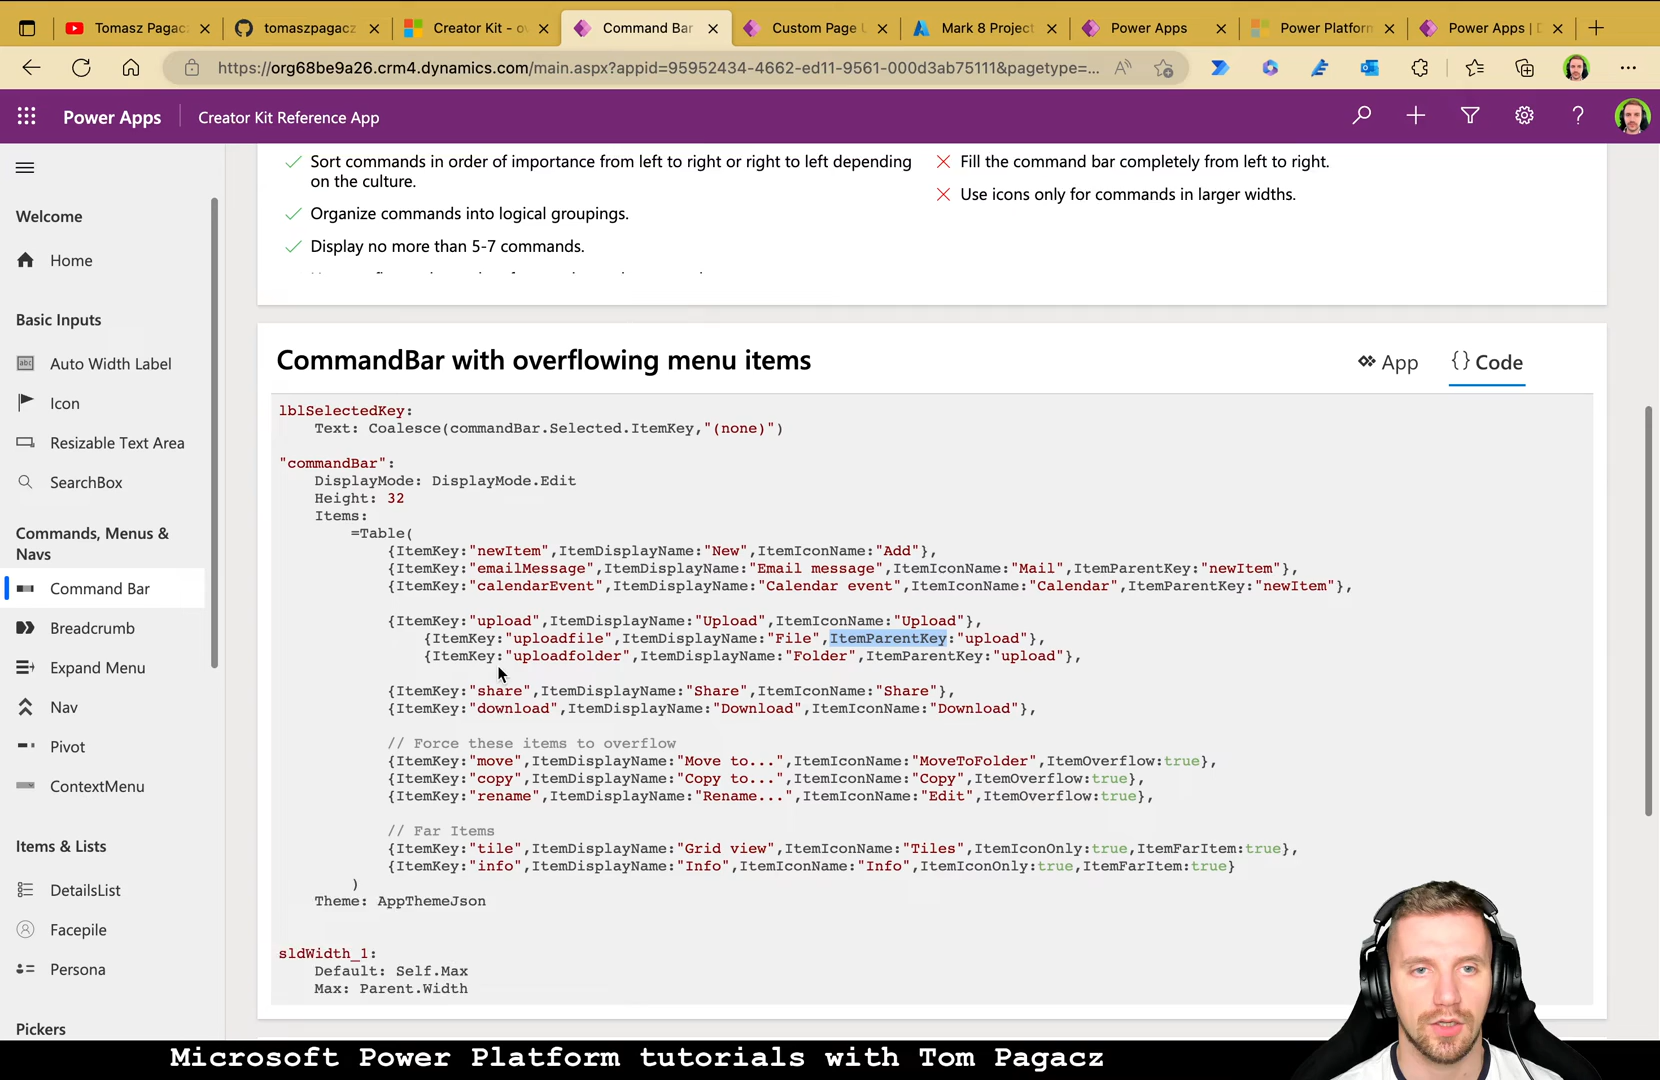 Tomasz Pagac
tomaszpagacz
Creator Kit - ov
Command Bar
Custom Page U
Mark 8 Project
Power Apps
Power Platform
Power Apps | D
https://org68be9a26.crm4.dynamics.com/main.aspx?appid=95952434-4662-ed11-9561-000d3ab75111&pagetype=...
Power Apps
Creator Kit Reference App
Welcome
Home
Basic Inputs
Auto Width Label
Icon
Resizable Text Area
SearchBox
Commands, Menus &
Navs
Command Bar
Breadcrumb
Expand Menu
Nav
Pivot
ContextMenu
Items & Lists
DetailsList
Facepile
Persona
Pickers
Sort commands in order of importance from left to right or right to left depending
on the culture.
Organize commands into logical groupings.
Display no more than 5-7 commands.
Fill the command bar completely from left to right.
Use icons only for commands in larger widths.
CommandBar with overflowing menu items
App
{} Code
lblSelectedKey:
Text: Coalesce(commandBar.Selected.ItemKey,"(none)")
"commandBar":
DisplayMode: DisplayMode.Edit
Height: 32
Items:
=Table(
{ItemKey:"newItem",ItemDisplayName:"New",ItemIconName:"Add"},
{ItemKey:"emailMessage",ItemDisplayName:"Email message",ItemIconName:"Mail",ItemParentKey:"newItem"},
{ItemKey:"calendarEvent",ItemDisplayName:"Calendar event",ItemIconName:"Calendar",ItemParentKey:"newItem"},
{ItemKey:"upload",ItemDisplayName:"Upload",ItemIconName:"Upload"},
{ItemKey:"uploadfile",ItemDisplayName:"File",ItemParentKey:"upload"},
{ItemKey:"uploadfolder",ItemDisplayName:"Folder",ItemParentKey:"upload"},
{ItemKey:"share",ItemDisplayName:"Share",ItemIconName:"Share"},
{ItemKey:"download",ItemDisplayName:"Download",ItemIconName:"Download"},
// Force these items to overflow
{ItemKey:"move",ItemDisplayName:"Move to...",ItemIconName:"MoveToFolder",ItemOverflow:true},
{ItemKey:"copy",ItemDisplayName:"Copy to...",ItemIconName:"Copy",ItemOverflow:true},
{ItemKey:"rename",ItemDisplayName:"Rename...",ItemIconName:"Edit",ItemOverflow:true},
// Far Items
{ItemKey:"tile",ItemDisplayName:"Grid view",ItemIconName:"Tiles",ItemIconOnly:true,ItemFarItem:true},
{ItemKey:"info",ItemDisplayName:"Info",ItemIconName:"Info",ItemIconOnly:true,ItemFarItem:true}
)
Theme: AppThemeJson
sldWidth_1:
Default: Self.Max
Max: Parent.Width
Microsoft Power Platform tutorials with Tom Pagacz